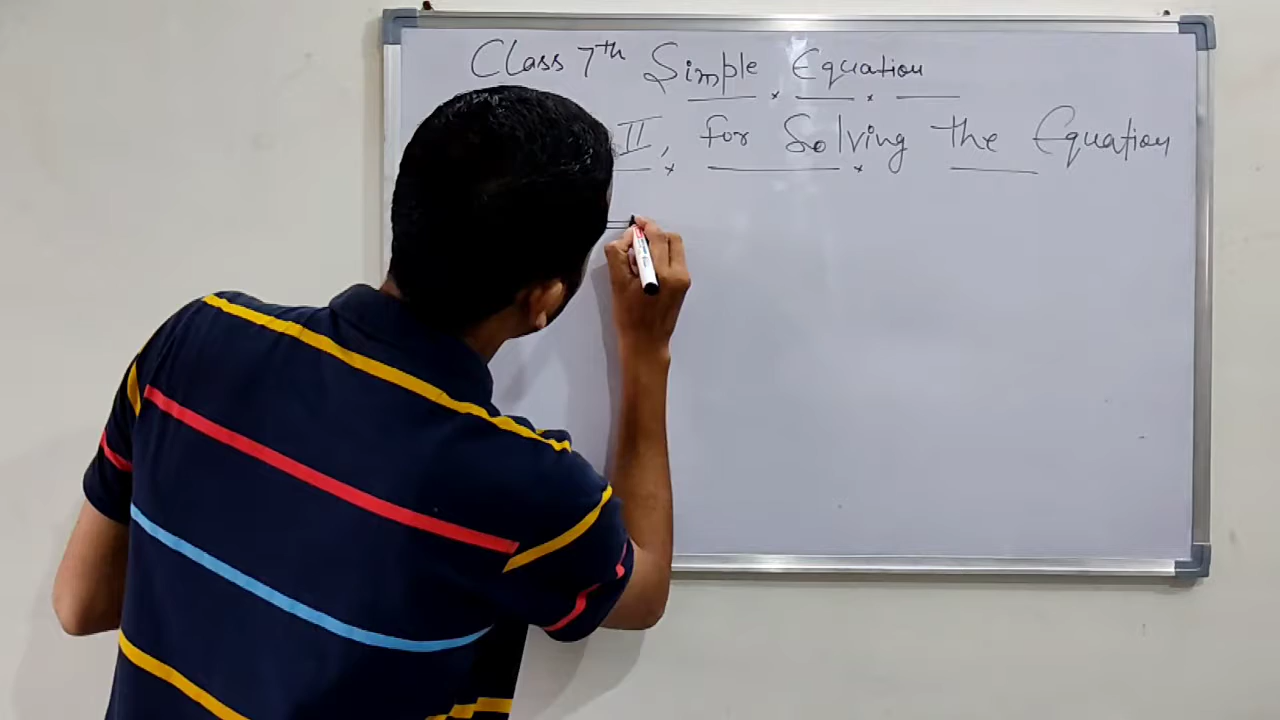 Class 7th Simple Equation
II, for Solving the Equation
=